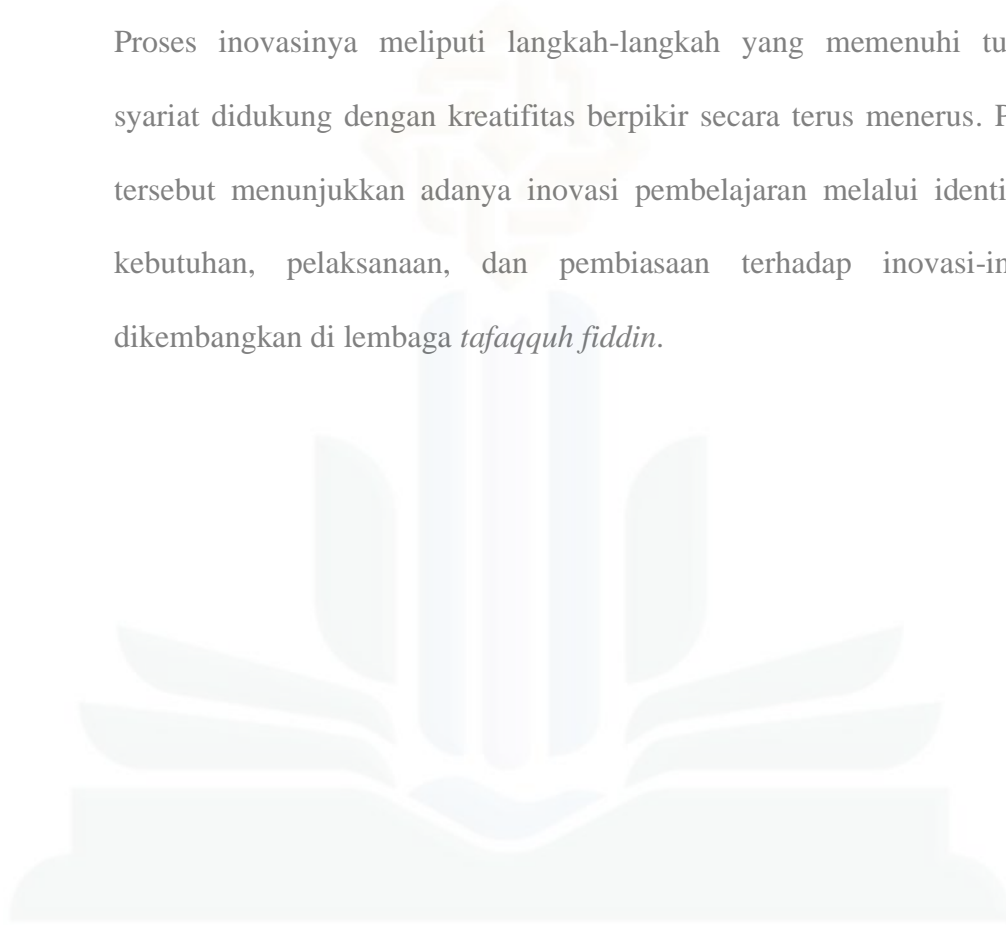 Proses inovasinya meliputi langkah-langkah yang memenuhi
syariat didukung dengan kreatifitas berpikir secara terus menerus.
tersebut menunjukkan adanya inovasi pembelajaran melalui
kebutuhan, pelaksanaan, dan pembiasaan terhadap
dikembangkan di lembaga tafaqquh fiddin.